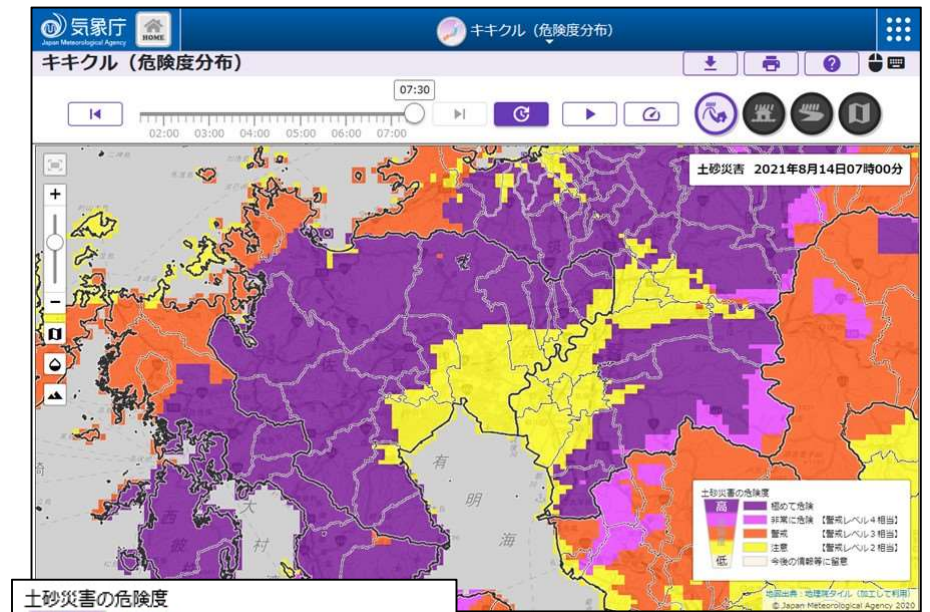 気象庁
Japan Meteorological Agency
HOME
キキクル（危険度分布）
キキクル（危険度分布）
07:30
02:00 03:00 04:00 05:00 06:00 07:00
土砂災害 2021年8月14日07時00分
佐
有
明
海
大
村
西
彼
土砂災害の危険度
高
極めて危険
非常に危険 【警戒レベル４相当】
警戒 【警戒レベル３相当】
注意 【警戒レベル２相当】
低
今後の情報等に留意
地図出典：地理院タイル（加工して利用）
© Japan Meteorological Agency 2020
土砂災害の危険度